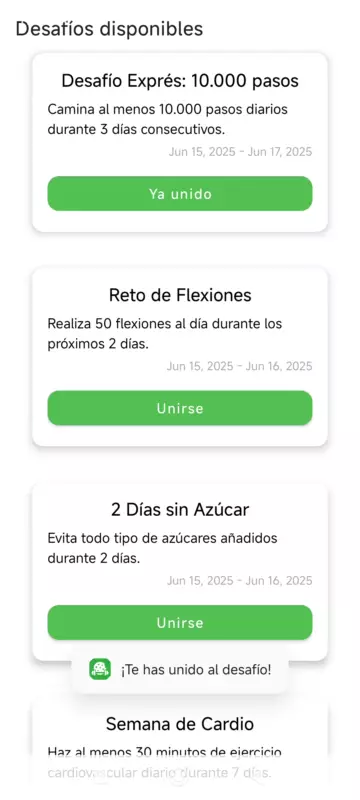 Desafíos disponibles
Desafío Exprés: 10.000 pasos
Camina al menos 10.000 pasos diarios
durante 3 días consecutivos.
Jun 15, 2025 - Jun 17, 2025
Ya unido
Reto de Flexiones
Realiza 50 flexiones al día durante los
próximos 2 días.
Jun 15, 2025 - Jun 16, 2025
Unirse
2 Días sin Azúcar
Evita todo tipo de azúcares añadidos
durante 2 días.
Jun 15, 2025 - Jun 16, 2025
Unirse
¡Te has unido al desafío!
Semana de Cardio
Haz al menos 30 minutos de ejercicio
cardiovascular diario durante 7 días.